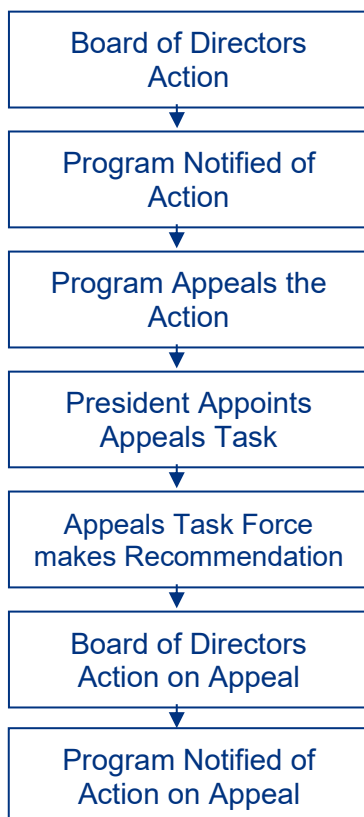 Board of Directors
Action
Program Notified of
Action
Program Appeals the
Action
President Appoints
Appeals Task
Appeals Task Force
makes Recommendation
Board of Directors
Action on Appeal
Program Notified of
Action on Appeal